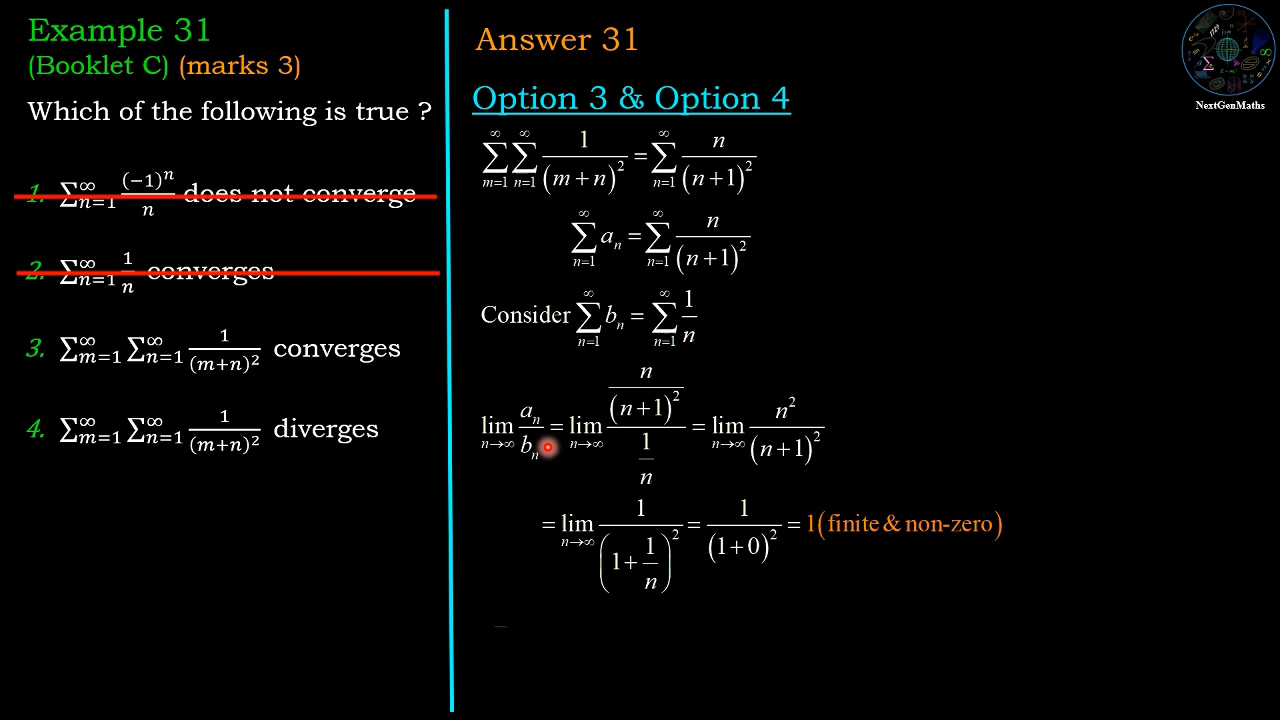 Example 31
(Booklet C) (marks 3)
Which of the following is true ?
1. ∑_{n=1}^{∞} (-1)^n / n does not converge
2. ∑_{n=1}^{∞} 1/n converges
3. ∑_{m=1}^{∞} ∑_{n=1}^{∞} 1/(m+n)^2 converges
4. ∑_{m=1}^{∞} ∑_{n=1}^{∞} 1/(m+n)^2 diverges
Answer 31
Option 3 & Option 4
∑_{m=1}^{∞} ∑_{n=1}^{∞} 1/(m+n)^2 = ∑_{n=1}^{∞} n/(n+1)^2
∑_{n=1}^{∞} a_n = ∑_{n=1}^{∞} n/(n+1)^2
Consider ∑_{n=1}^{∞} b_n = ∑_{n=1}^{∞} 1/n
lim_{n→∞} a_n/b_n = lim_{n→∞} (n/(n+1)^2)/(1/n) = lim_{n→∞} n^2/(n+1)^2
= lim_{n→∞} 1/(1+1/n)^2 = 1/(1+0)^2 = 1(finite & non-zero)
NextGenMaths